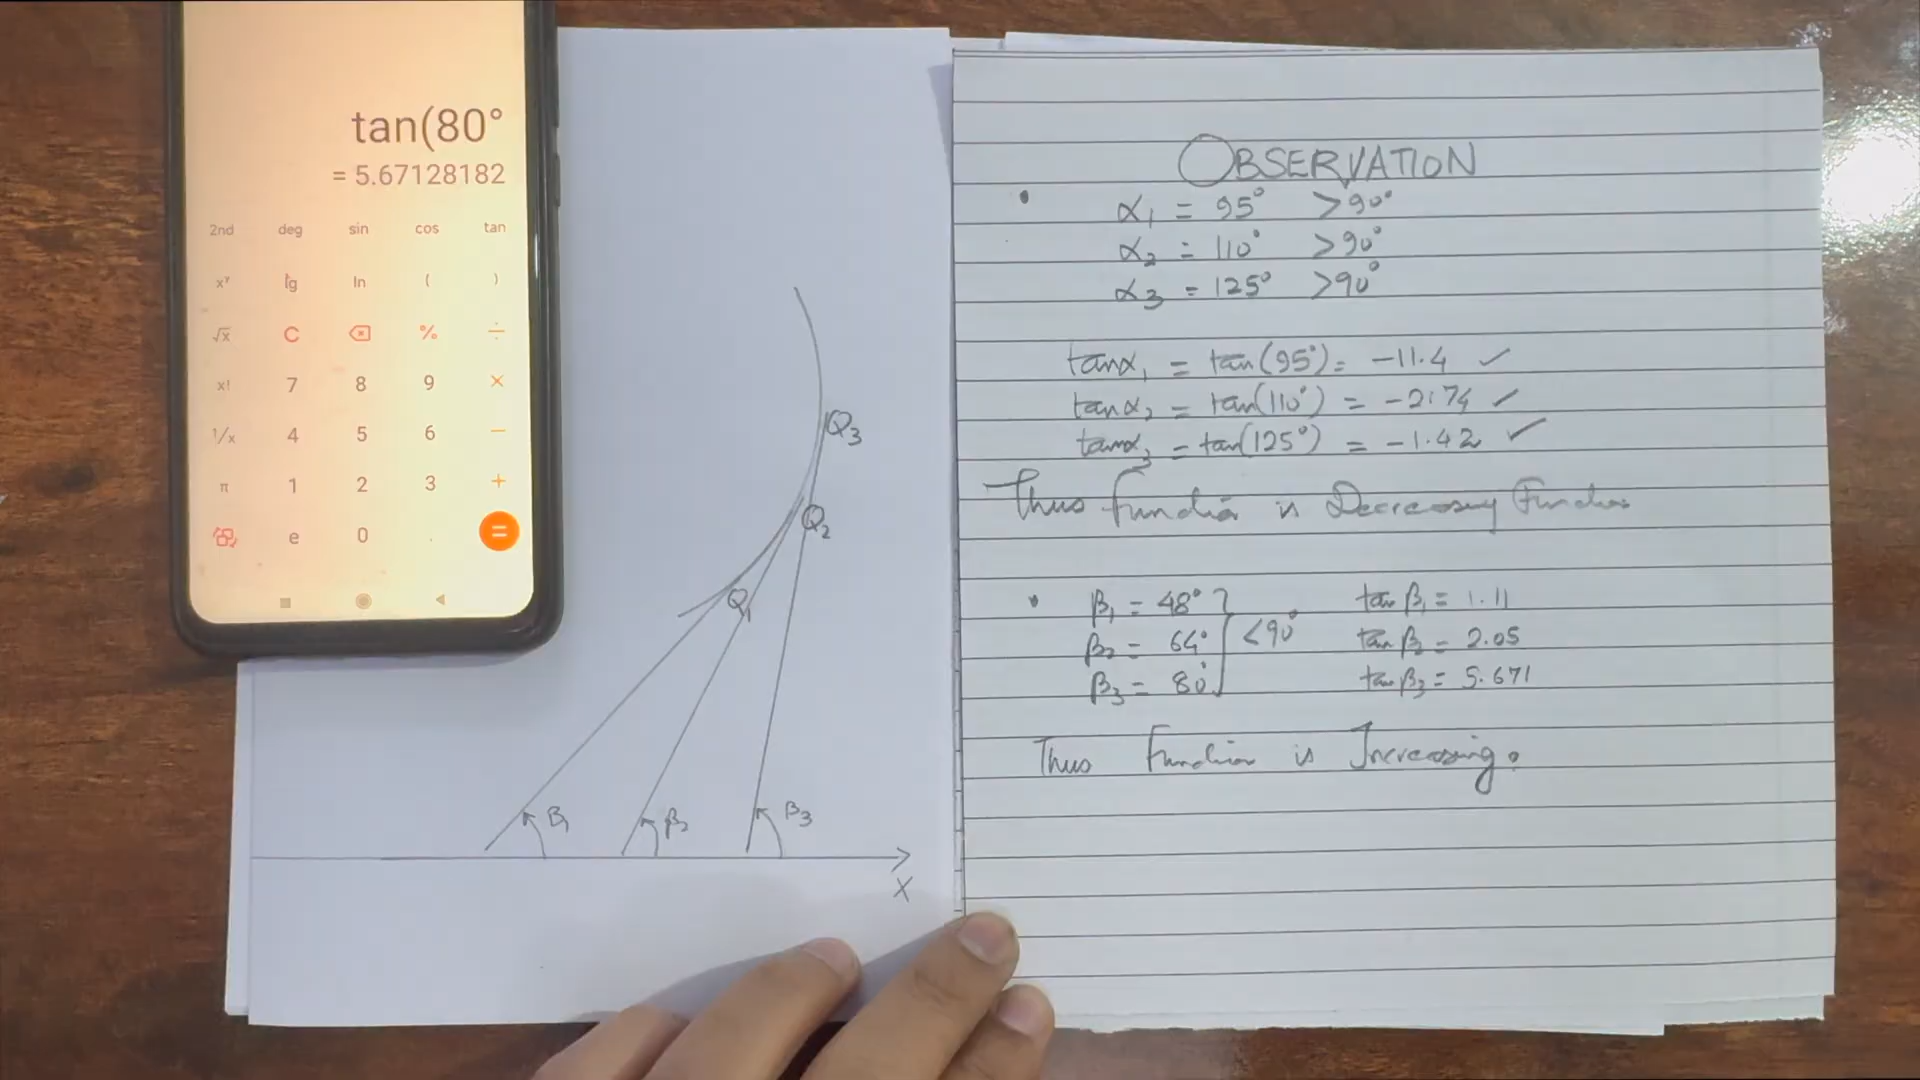 tan(80°
= 5.67128182
2nd deg sin cos tan
xʸ lg ln ( )
√x C % ÷
x! 7 8 9 ×
1/x 4 5 6 −
π 1 2 3 +
e 0 . =
Q3
Q2
Q1
β1 β2 β3
X
OBSERVATION
α1 = 95° >90°
α2 = 110° >90°
α3 = 125° >90°
tanα1 = tan(95°) = -11.4 ✓
tanα2 = tan(110°) = -2.74 ✓
tanα3 = tan(125°) = -1.42 ✓
Thus Function is Decreasing Function
β1 = 48° tan β1 = 1.11
β2 = 64° <90° tan β2 = 2.05
β3 = 80° tan β3 = 5.671
Thus Function is Increasing.